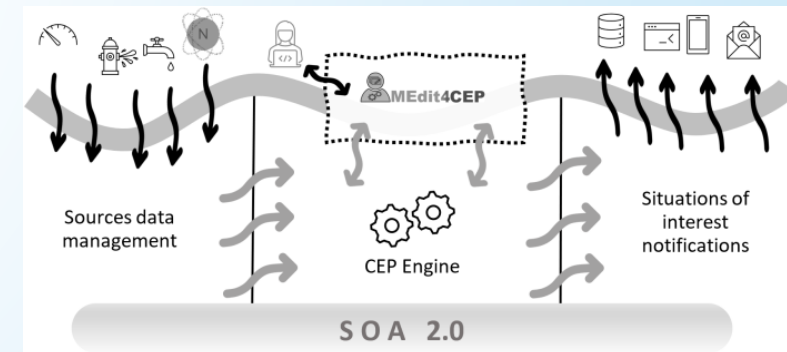 N
</>
MEdit4CEP
@
Sources data
management
CEP Engine
Situations of
interest
notifications
SOA 2.0